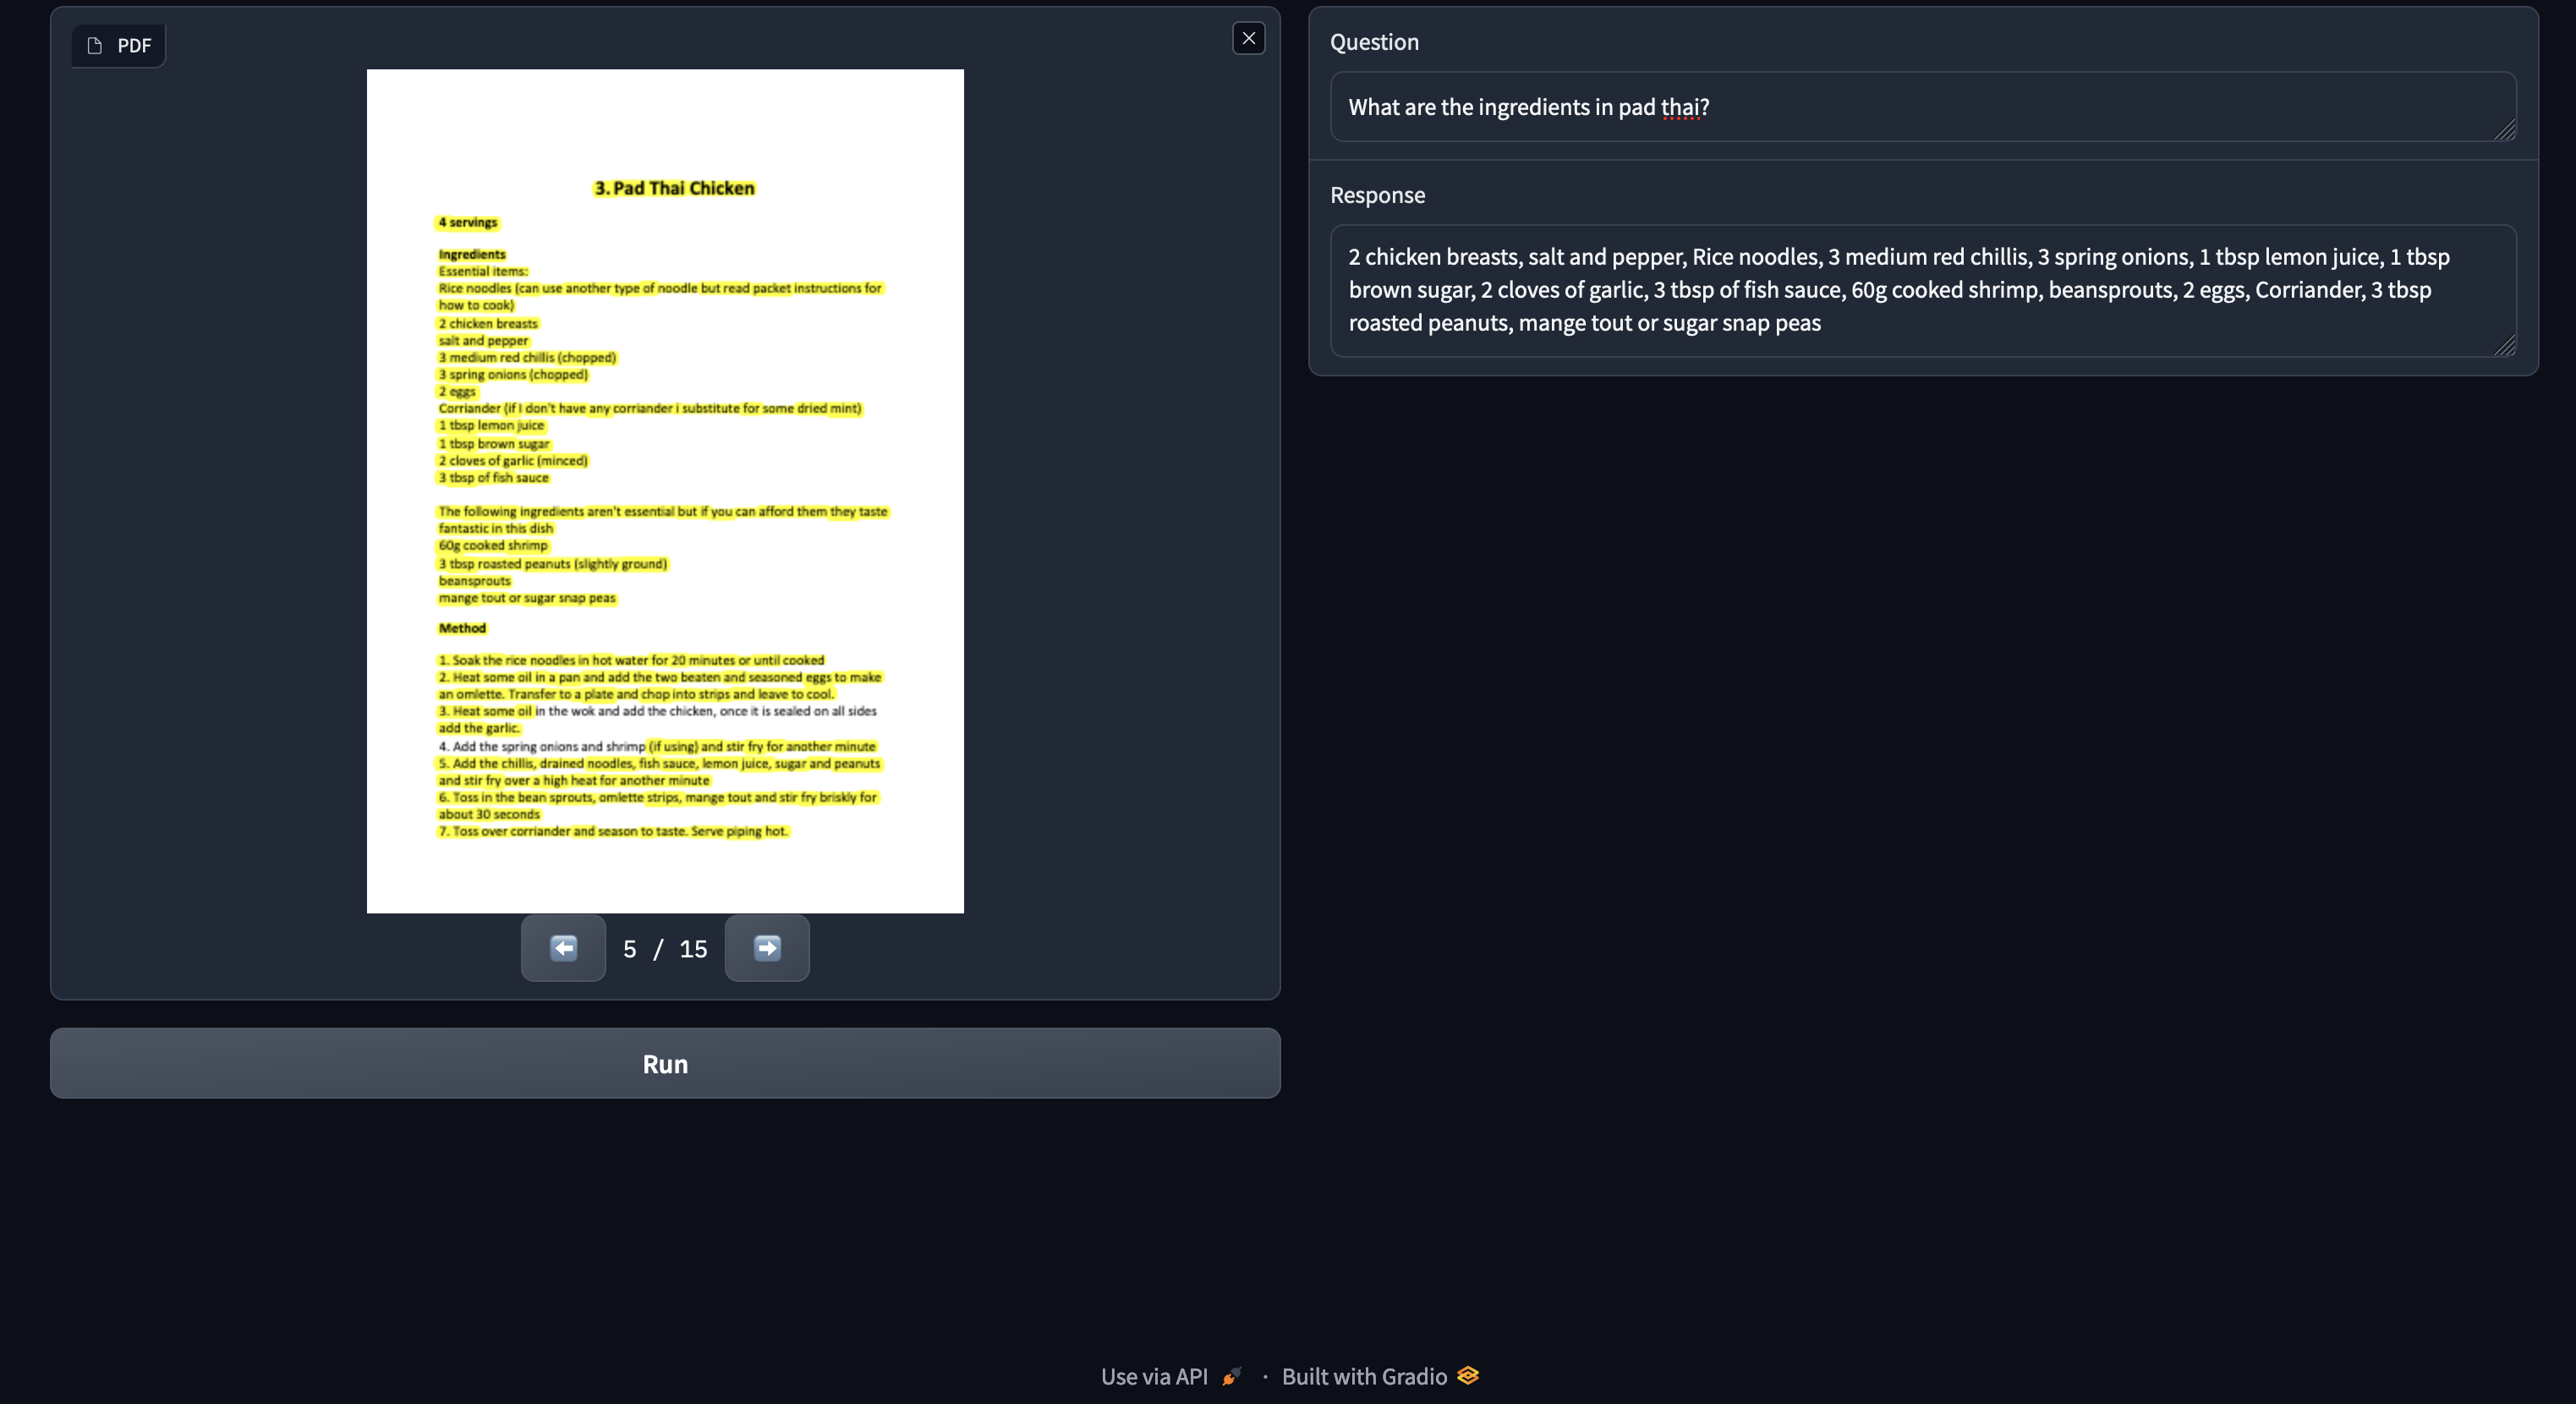 PDF
3. Pad Thai Chicken
4 servings
Ingredients
Essential items:
Rice noodles (can use another type of noodle but read packet instructions for
how to cook)
2 chicken breasts
salt and pepper
3 medium red chillis (chopped)
3 spring onions (chopped)
2 eggs
Corriander (if I don't have any corriander i substitute for some dried mint)
1 tbsp lemon juice
1 tbsp brown sugar
2 cloves of garlic (minced)
3 tbsp of fish sauce
The following ingredients aren't essential but if you can afford them they taste
fantastic in this dish
60g cooked shrimp
3 tbsp roasted peanuts (slightly ground)
beansprouts
mange tout or sugar snap peas
Method
1. Soak the rice noodles in hot water for 20 minutes or until cooked
2. Heat some oil in a pan and add the two beaten and seasoned eggs to make
an omlette. Transfer to a plate and chop into strips and leave to cool.
3. Heat some oil in the wok and add the chicken, once it is sealed on all sides
add the garlic.
4. Add the spring onions and shrimp (if using) and stir fry for another minute
5. Add the chillis, drained noodles, fish sauce, lemon juice, sugar and peanuts
and stir fry over a high heat for another minute
6. Toss in the bean sprouts, omlette strips, mange tout and stir fry briskly for
about 30 seconds
7. Toss over corriander and season to taste. Serve piping hot.
5 / 15
Run
Question
What are the ingredients in pad thai?
Response
2 chicken breasts, salt and pepper, Rice noodles, 3 medium red chillis, 3 spring onions, 1 tbsp lemon juice, 1 tbsp
brown sugar, 2 cloves of garlic, 3 tbsp of fish sauce, 60g cooked shrimp, beansprouts, 2 eggs, Corriander, 3 tbsp
roasted peanuts, mange tout or sugar snap peas
Use via API · Built with Gradio